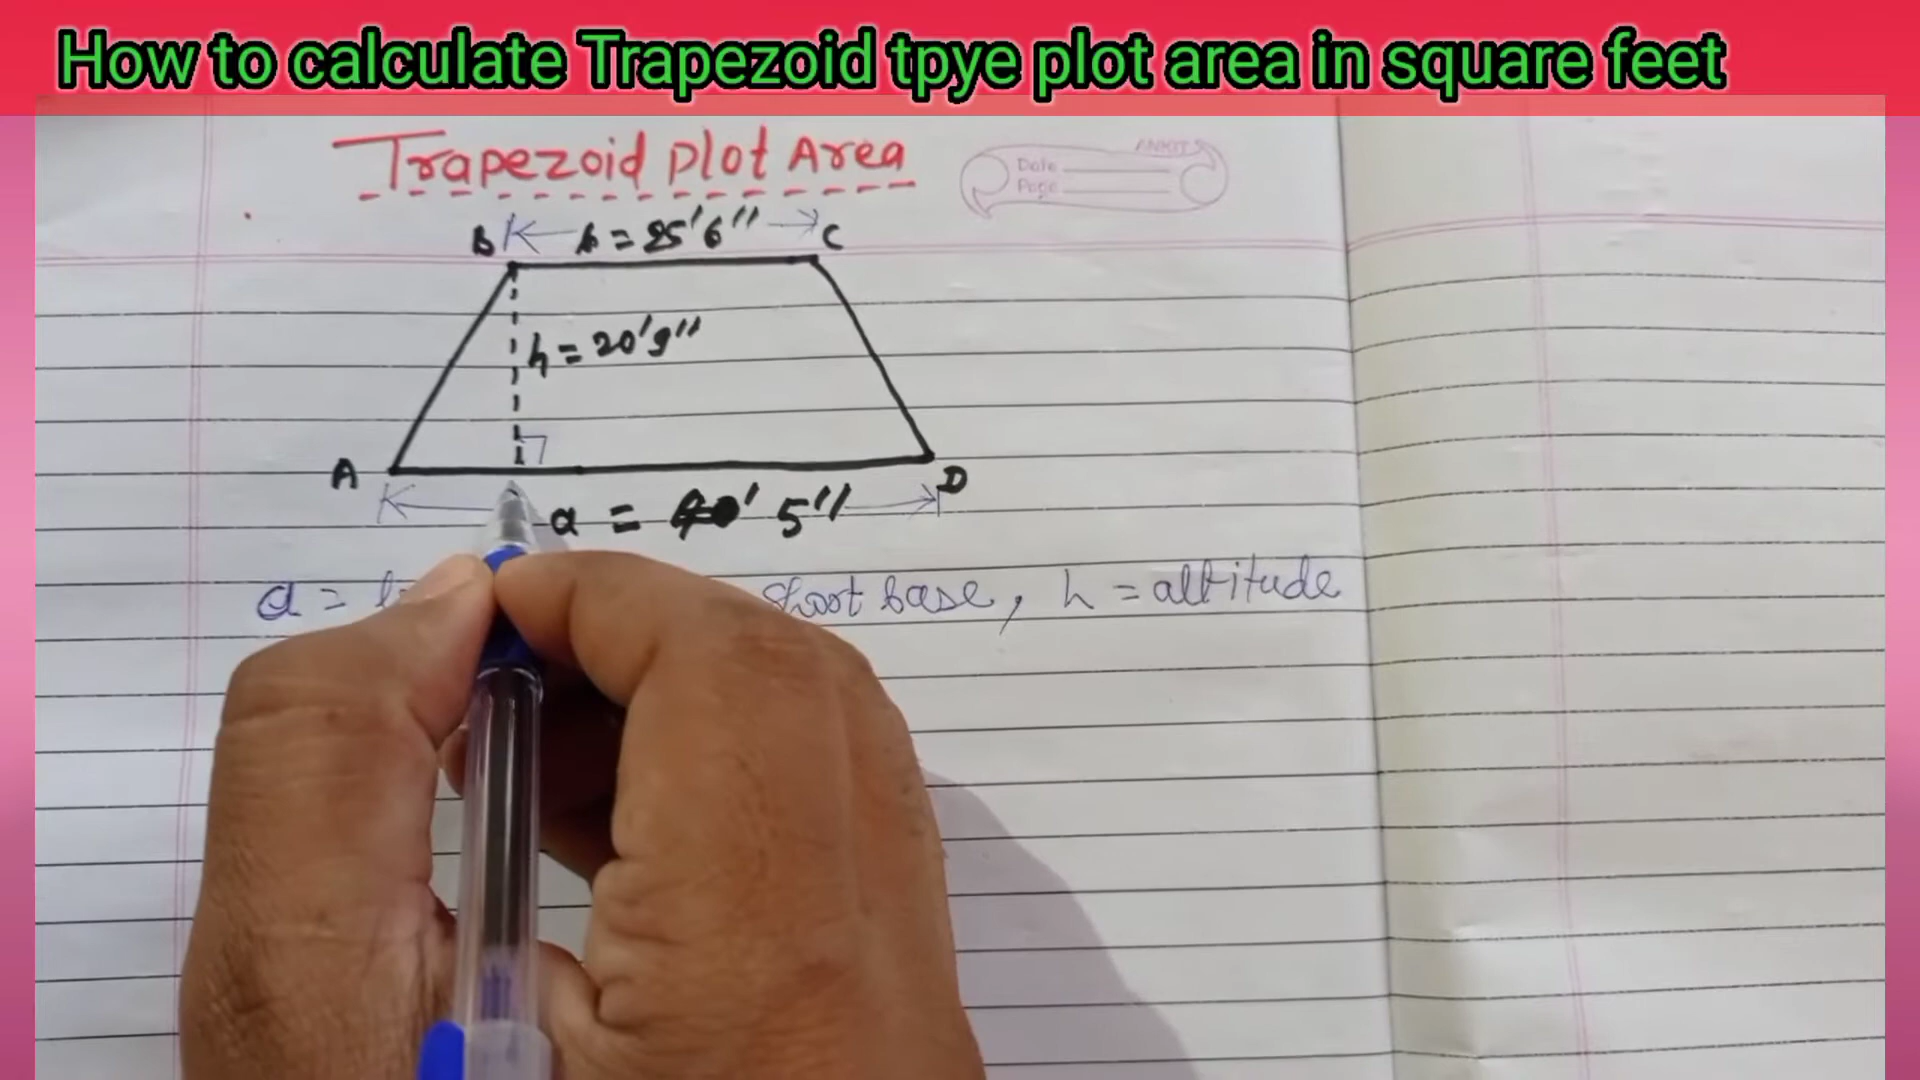 How to calculate Trapezoid tpye plot area in square feet
Trapezoid Plot Area
ANKITS
Date
Page
B b = 25'6" C
h = 20'9"
A D
a = 40' 5"
a = short base, h = altitude